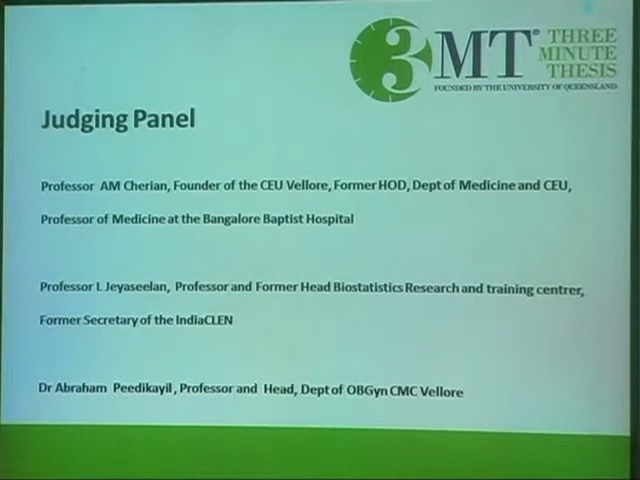 3MT® THREE
MINUTE
THESIS
FOUNDED BY THE UNIVERSITY OF QUEENSLAND
Judging Panel
Professor AM Cherian, Founder of the CEU Vellore, Former HOD, Dept of Medicine and CEU,
Professor of Medicine at the Bangalore Baptist Hospital
Professor L Jeyaseelan, Professor and Former Head Biostatistics Research and training centrer,
Former Secretary of the IndiaCLEN
Dr Abraham Peedikayil, Professor and Head, Dept of OBGyn CMC Vellore